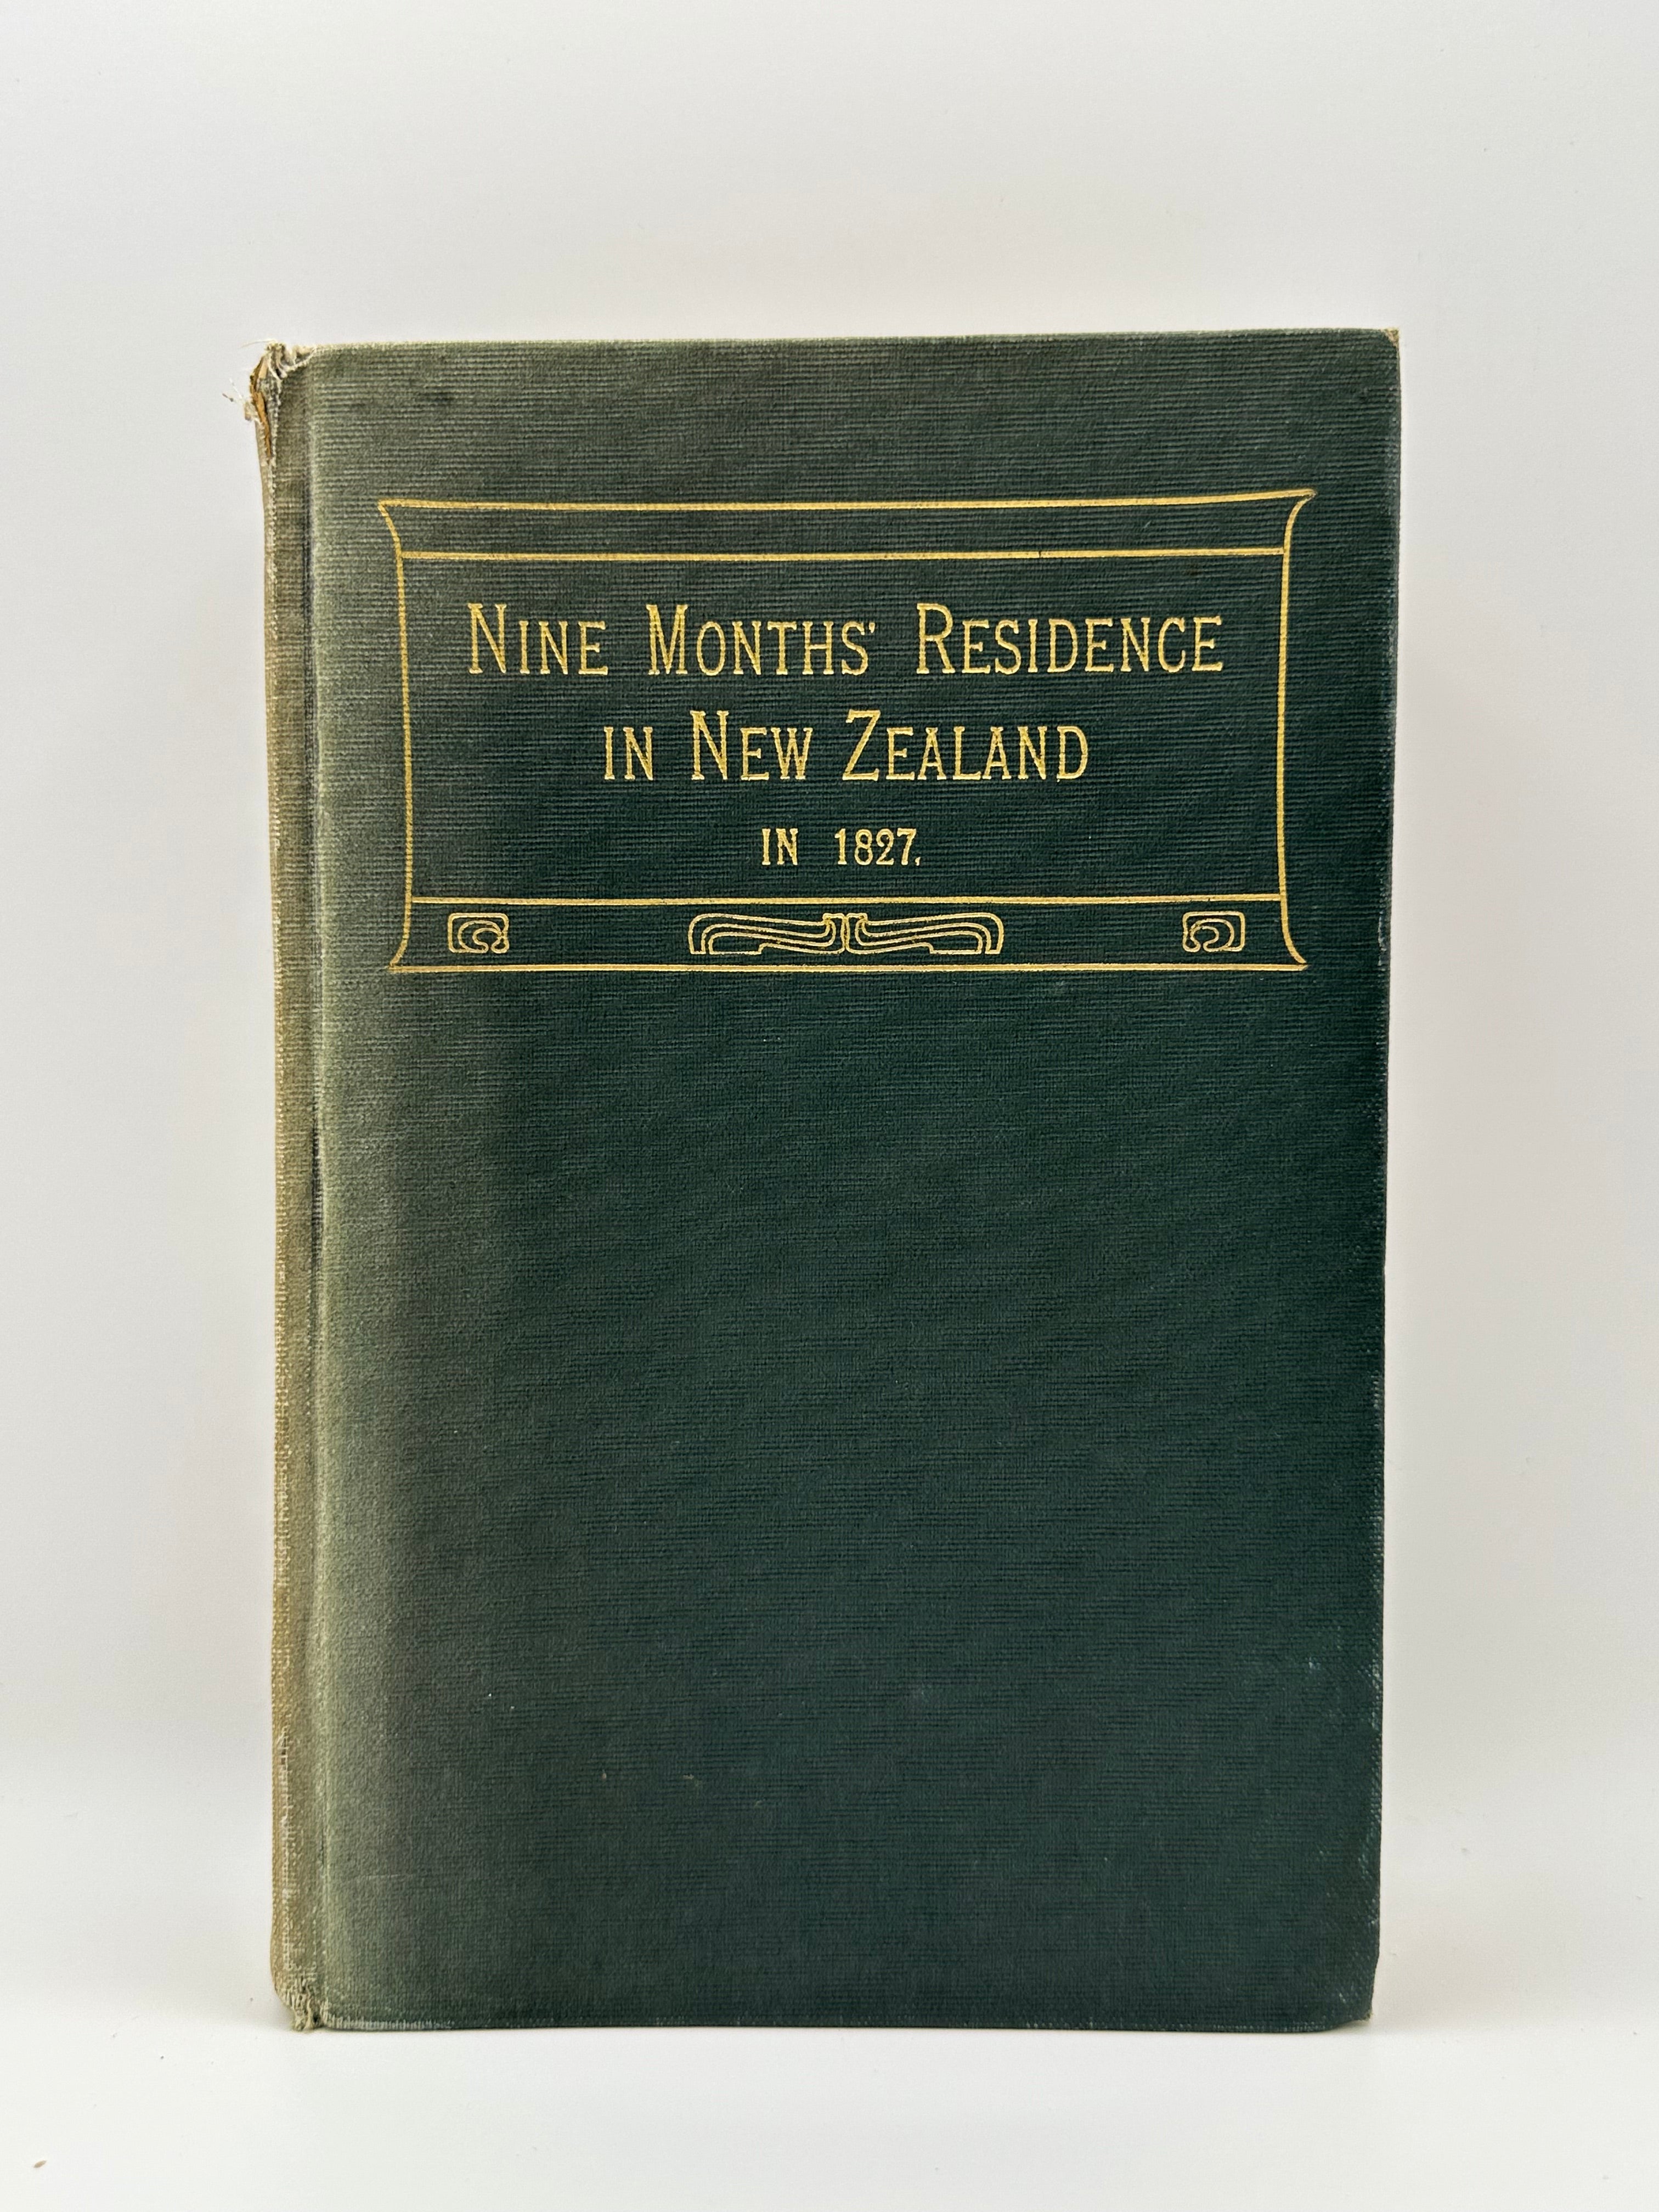 Nine Months' Residence
in New Zealand
in 1827.